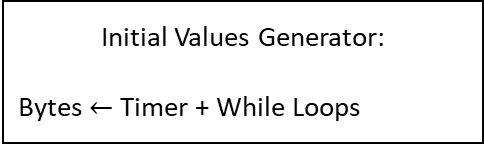 Initial Values Generator:
Bytes ← Timer + While Loops